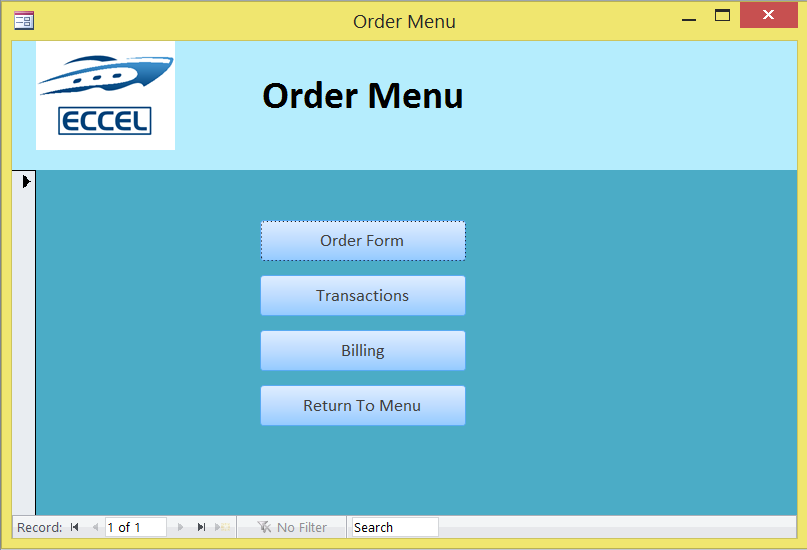 Order Menu
ECCEL
Order Menu
Order Form
Transactions
Billing
Return To Menu
Record: 1 of 1 No Filter Search